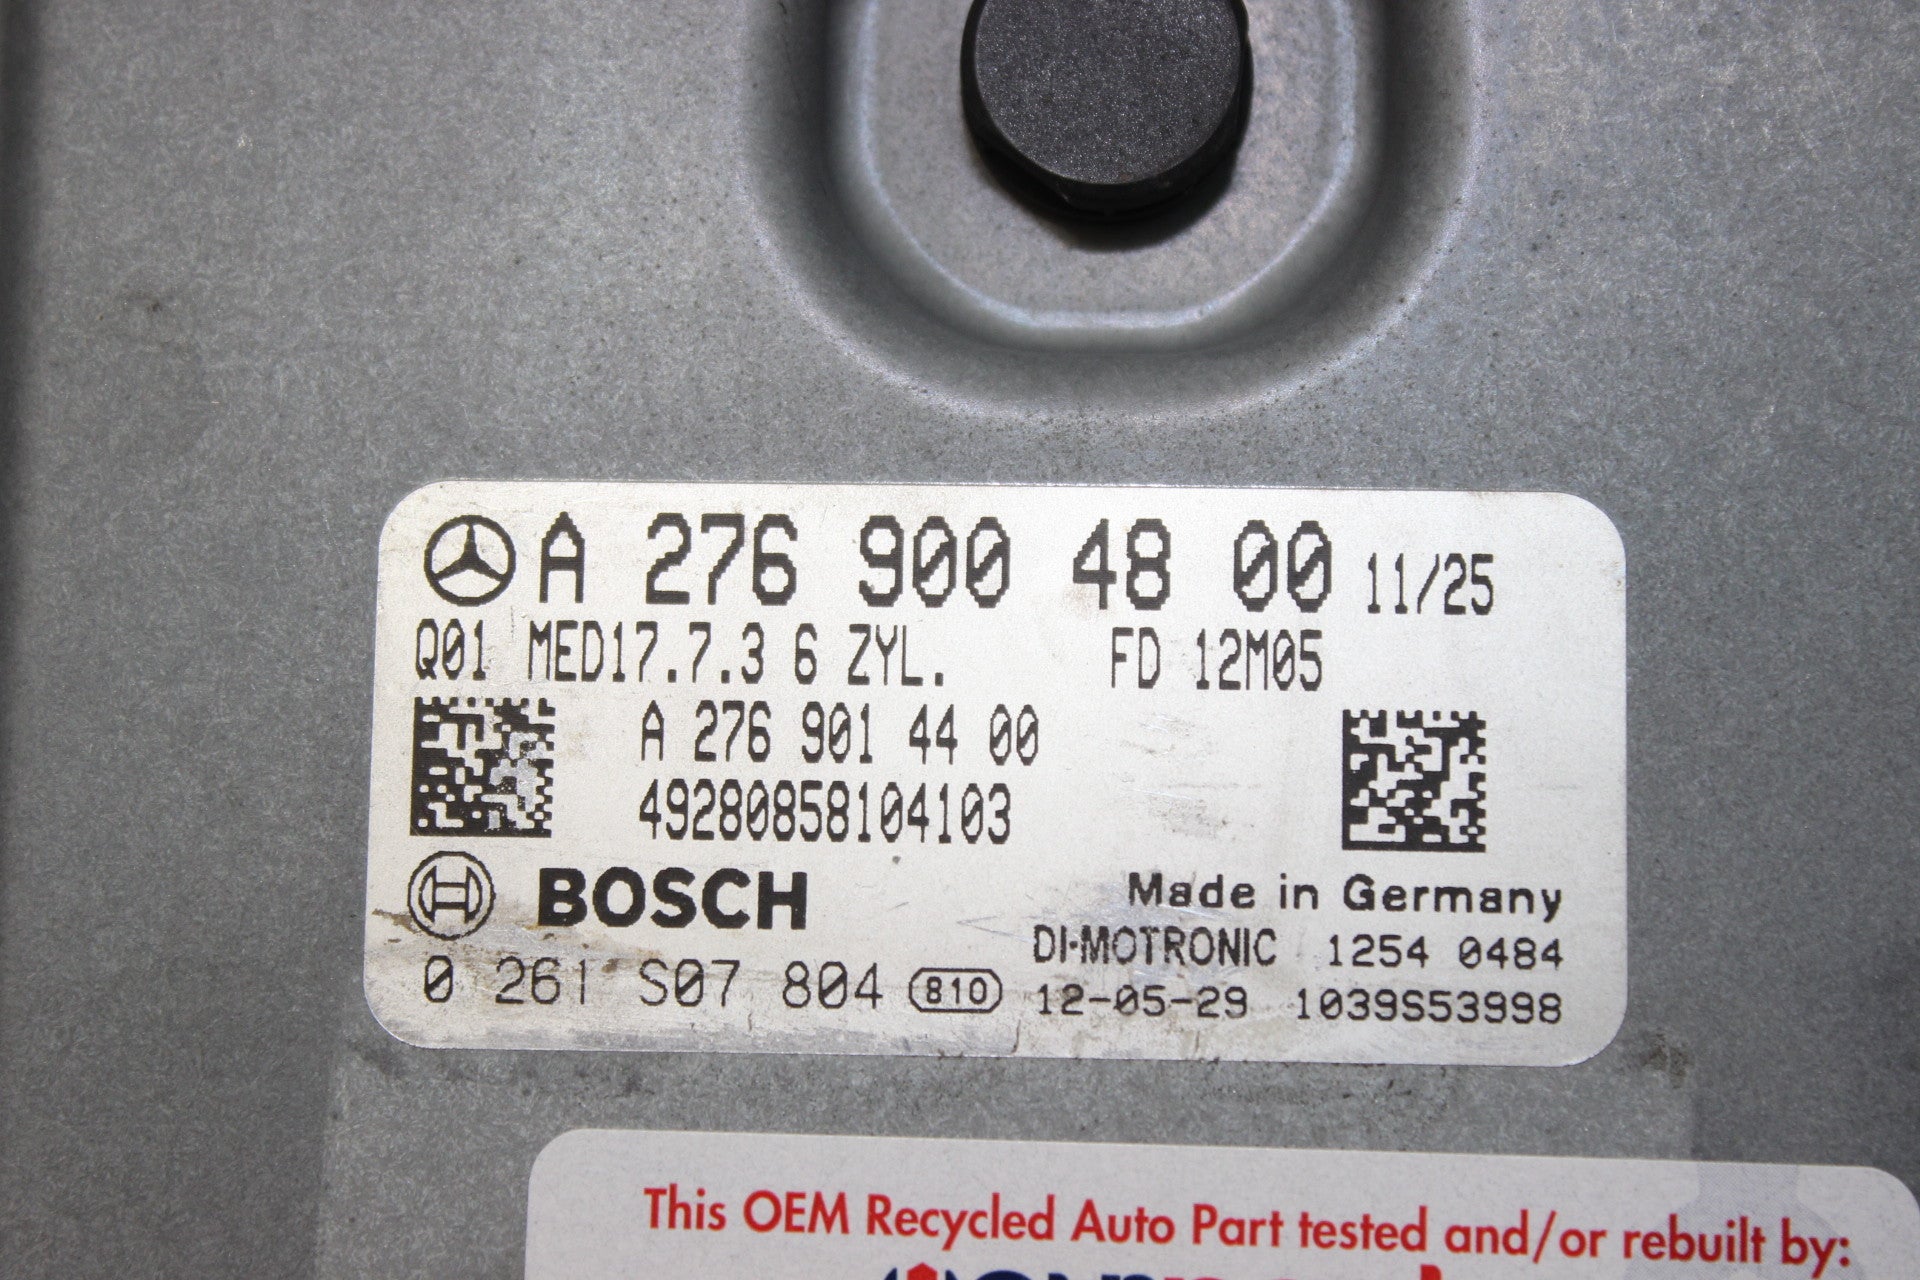 A 276 900 48 00 11/25
Q01 MED17.7.3 6 ZYL. FD 12M05
A 276 901 44 00
49280858104103
BOSCH
Made in Germany
DI-MOTRONIC 1254 0484
0 261 S07 804 810 12-05-29 1039S53998
This OEM Recycled Auto Part tested and/or rebuilt by: